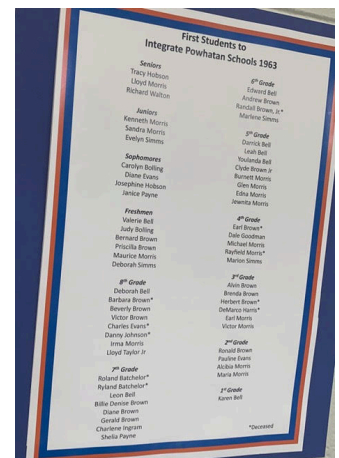 First Students to
Integrate Powhatan Schools 1963
Seniors
Tracy Hobson
Lloyd Morris
Richard Walton
Juniors
Kenneth Morris
Sandra Morris
Evelyn Simms
Sophomores
Carolyn Bolling
Diane Evans
Josephine Hobson
Janice Payne
Freshmen
Valerie Bell
Judy Bolling
Bernard Brown
Priscilla Brown
Maurice Morris
Deborah Simms
8th Grade
Deborah Bell
Barbara Brown*
Beverly Brown
Victor Brown
Charles Evans*
Danny Johnson*
Irma Morris
Lloyd Taylor Jr
7th Grade
Roland Batchelor*
Ryland Batchelor*
Leon Bell
Billie Denise Brown
Diane Brown
Gerald Brown
Charlene Ingram
Shelia Payne
6th Grade
Edward Bell
Andrew Brown
Randall Brown, Jr.*
Marlene Simms
5th Grade
Darrick Bell
Leah Bell
Youlanda Bell
Clyde Brown Jr
Burnett Morris
Glen Morris
Edna Morris
Jewnita Morris
4th Grade
Earl Brown*
Dale Goodman
Michael Morris
Rayfield Morris*
Marion Simms
3rd Grade
Alvin Brown
Brenda Brown
Herbert Brown*
DeMarco Harris*
Earl Morris
Victor Morris
2nd Grade
Ronald Brown
Pauline Evans
Alcibia Morris
Maria Morris
1st Grade
Karen Bell
*Deceased